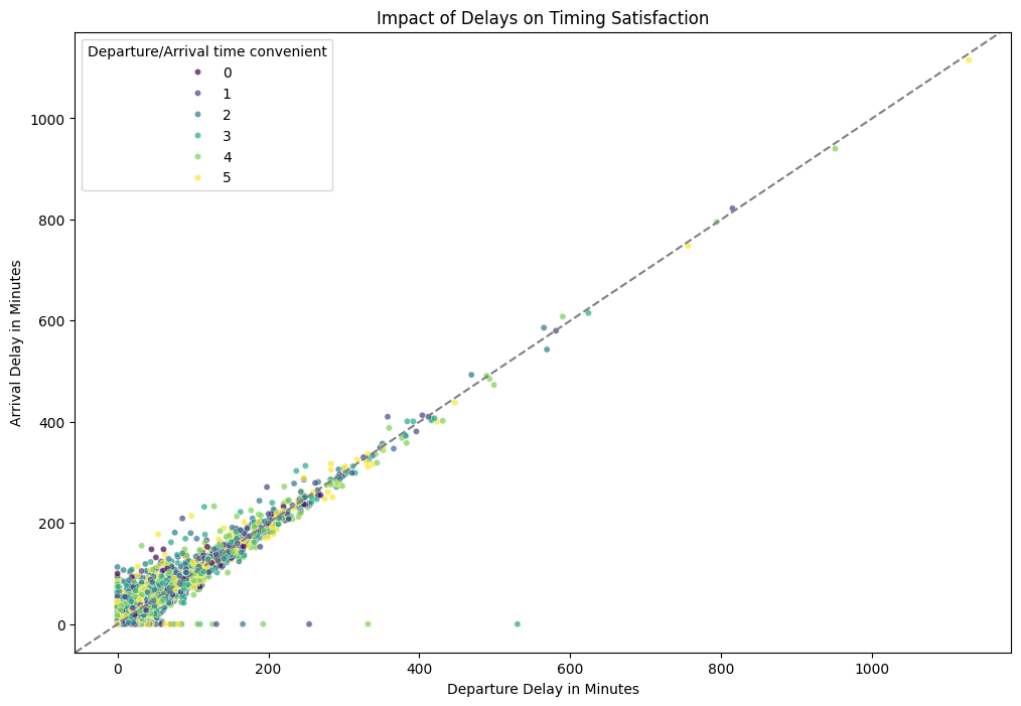 Impact of Delays on Timing Satisfaction
Departure/Arrival time convenient
0
1
2
3
4
5
1000
800
600
400
200
0
Arrival Delay in Minutes
0 200 400 600 800 1000
Departure Delay in Minutes